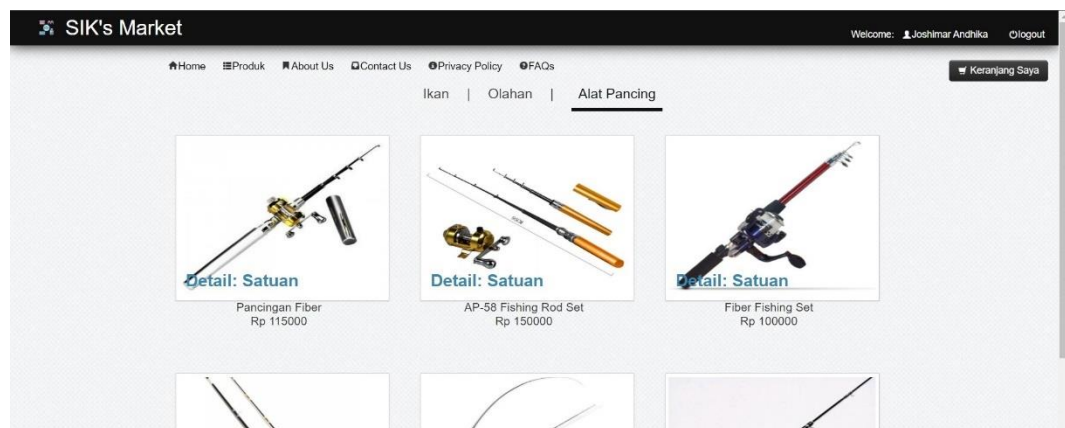 SIK's Market
Welcome: Joshimar Andhika logout
Home Produk About Us Contact Us Privacy Policy FAQs
Keranjang Saya
Ikan | Olahan | Alat Pancing
Detail: Satuan Detail: Satuan Detail: Satuan
Pancingan Fiber AP-58 Fishing Rod Set Fiber Fishing Set
Rp 115000 Rp 150000 Rp 100000